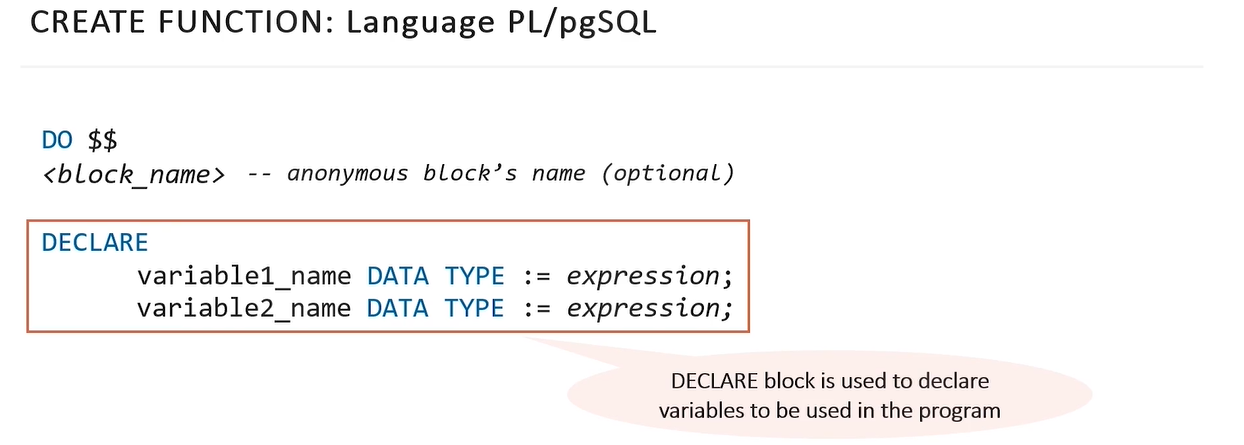 CREATE FUNCTION: Language PL/pgSQL
DO $$
<block_name> -- anonymous block’s name (optional)
DECLARE
variable1_name DATA TYPE := expression;
variable2_name DATA TYPE := expression;
DECLARE block is used to declare
variables to be used in the program